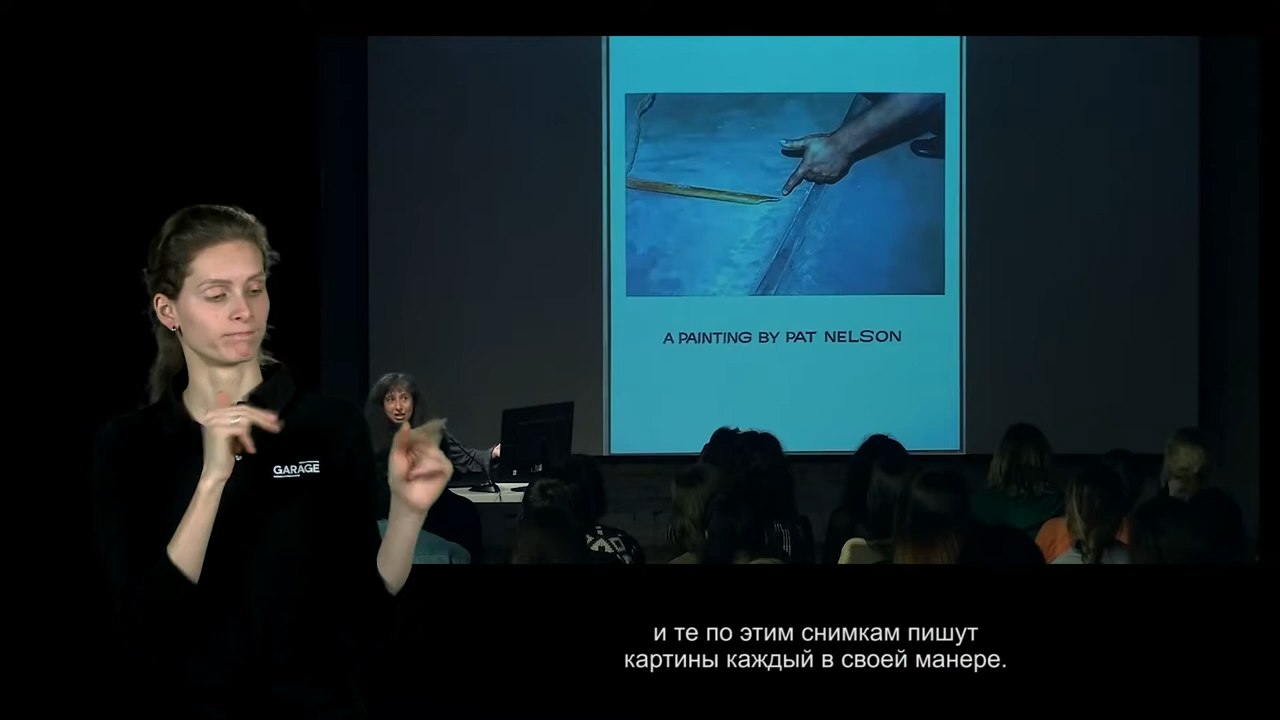 A PAINTING BY PAT NELSON
GARAGE
и те по этим снимкам пишут
картины каждый в своей манере.